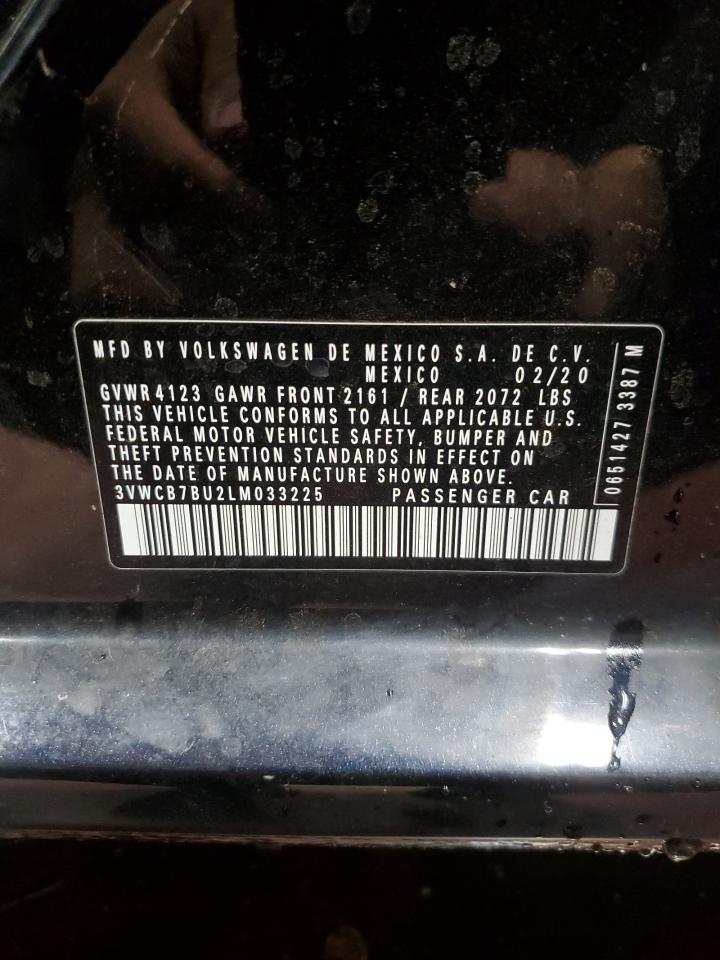 MFD BY VOLKSWAGEN DE MEXICO S.A. DE C.V.
MEXICO 02/20
GVWR 4123 GAWR FRONT 2161 / REAR 2072 LBS
THIS VEHICLE CONFORMS TO ALL APPLICABLE U.S.
FEDERAL MOTOR VEHICLE SAFETY, BUMPER AND
THEFT PREVENTION STANDARDS IN EFFECT ON
THE DATE OF MANUFACTURE SHOWN ABOVE.
3VWCB7BU2LM033225 PASSENGER CAR
0651427 3387 M